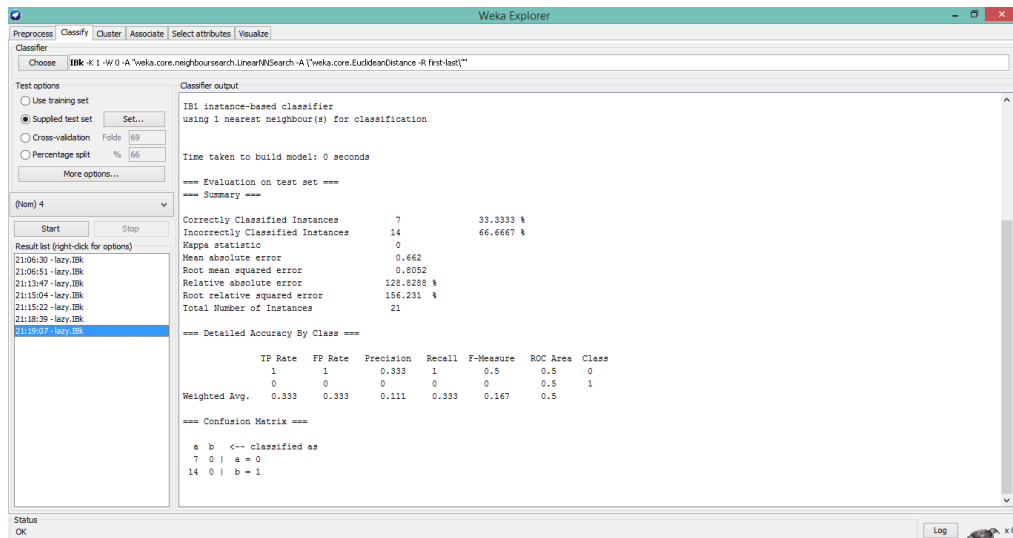 Weka Explorer
Preprocess Classify Cluster Associate Select attributes Visualize
Classifier
Choose IBk -K 1 -W 0 -A "weka.core.neighboursearch.LinearNNSearch -A \"weka.core.EuclideanDistance -R first-last\""
Test options
Use training set
Supplied test set Set...
Cross-validation Folds 69
Percentage split % 66
More options...
(Nom) 4
Start Stop
Result list (right-click for options)
21:06:30 - lazy.IBk
21:06:51 - lazy.IBk
21:13:47 - lazy.IBk
21:15:04 - lazy.IBk
21:15:22 - lazy.IBk
21:18:39 - lazy.IBk
21:19:07 - lazy.IBk
Classifier output
IB1 instance-based classifier
using 1 nearest neighbour(s) for classification
Time taken to build model: 0 seconds
=== Evaluation on test set ===
=== Summary ===
Correctly Classified Instances 7 33.3333 %
Incorrectly Classified Instances 14 66.6667 %
Kappa statistic 0
Mean absolute error 0.662
Root mean squared error 0.8052
Relative absolute error 128.8288 %
Root relative squared error 156.231 %
Total Number of Instances 21
=== Detailed Accuracy By Class ===
TP Rate FP Rate Precision Recall F-Measure ROC Area Class
1 1 0.333 1 0.5 0.5 0
0 0 0 0 0 0.5 1
Weighted Avg. 0.333 0.333 0.111 0.333 0.167 0.5
=== Confusion Matrix ===
a b <-- classified as
7 0 | a = 0
14 0 | b = 1
Status
OK
Log x 0